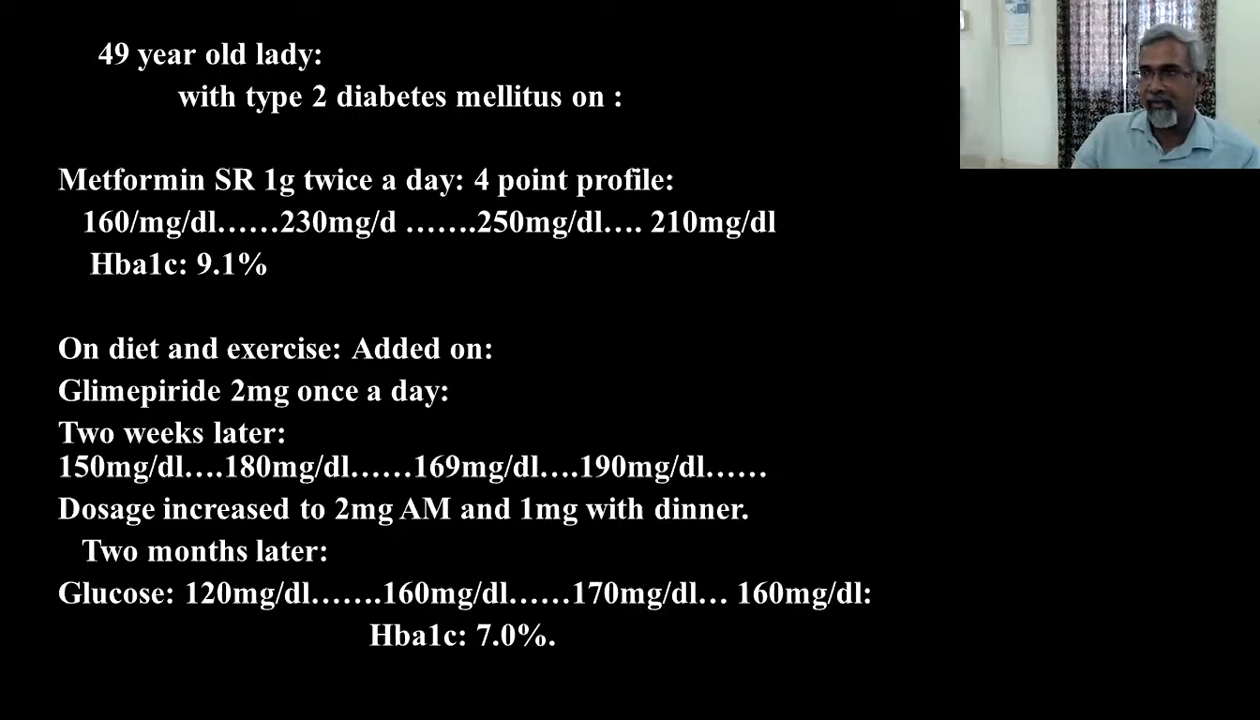 49 year old lady:
with type 2 diabetes mellitus on :
Metformin SR 1g twice a day: 4 point profile:
160/mg/dl……230mg/d …….250mg/dl…. 210mg/dl
Hba1c: 9.1%
On diet and exercise: Added on:
Glimepiride 2mg once a day:
Two weeks later:
150mg/dl….180mg/dl……169mg/dl….190mg/dl……
Dosage increased to 2mg AM and 1mg with dinner.
Two months later:
Glucose: 120mg/dl…….160mg/dl……170mg/dl… 160mg/dl:
Hba1c: 7.0%.